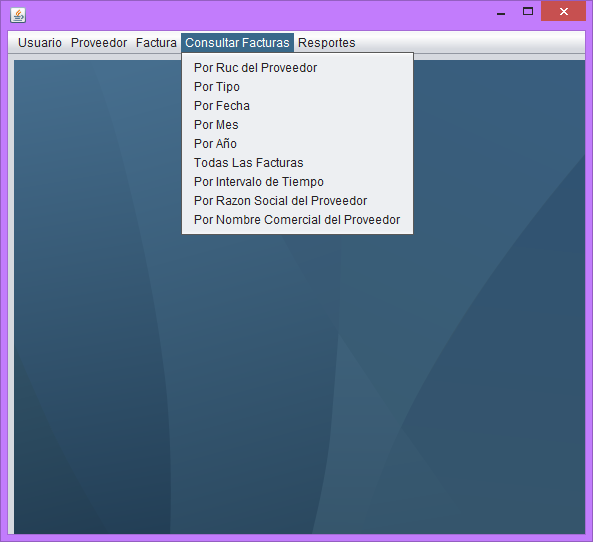 Usuario Proveedor Factura Consultar Facturas Resportes
Por Ruc del Proveedor
Por Tipo
Por Fecha
Por Mes
Por Año
Todas Las Facturas
Por Intervalo de Tiempo
Por Razon Social del Proveedor
Por Nombre Comercial del Proveedor